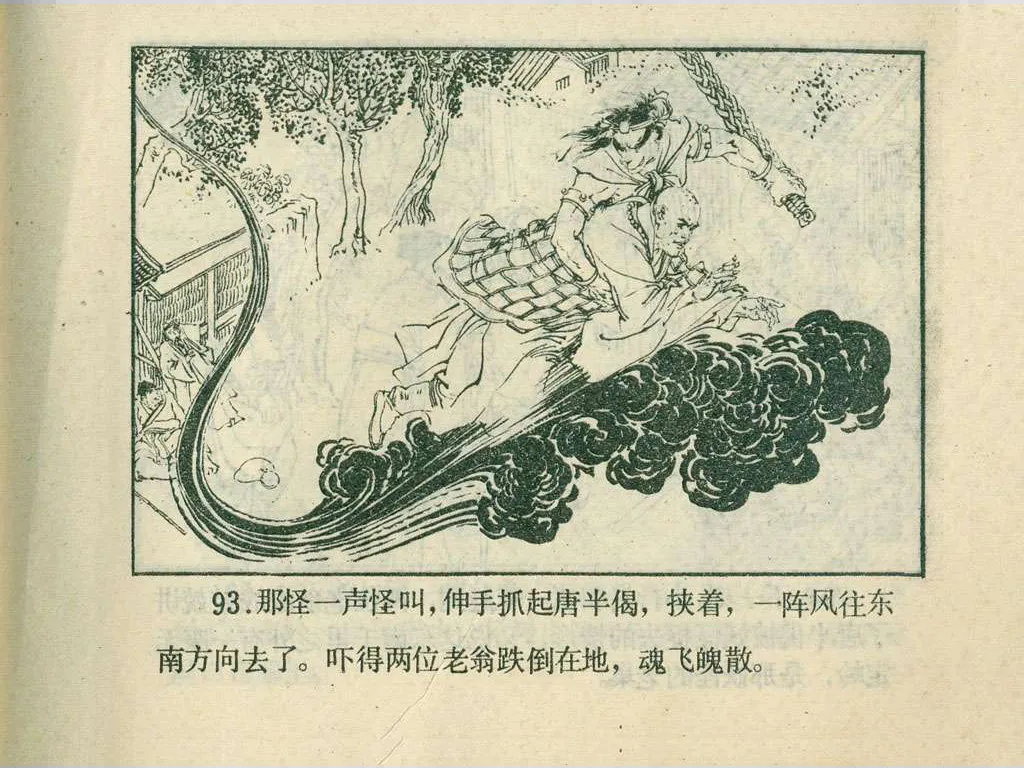 93.那怪一声怪叫,伸手抓起唐半偈,挟着,一阵风往东
南方向去了。吓得两位老翁跌倒在地,魂飞魄散。